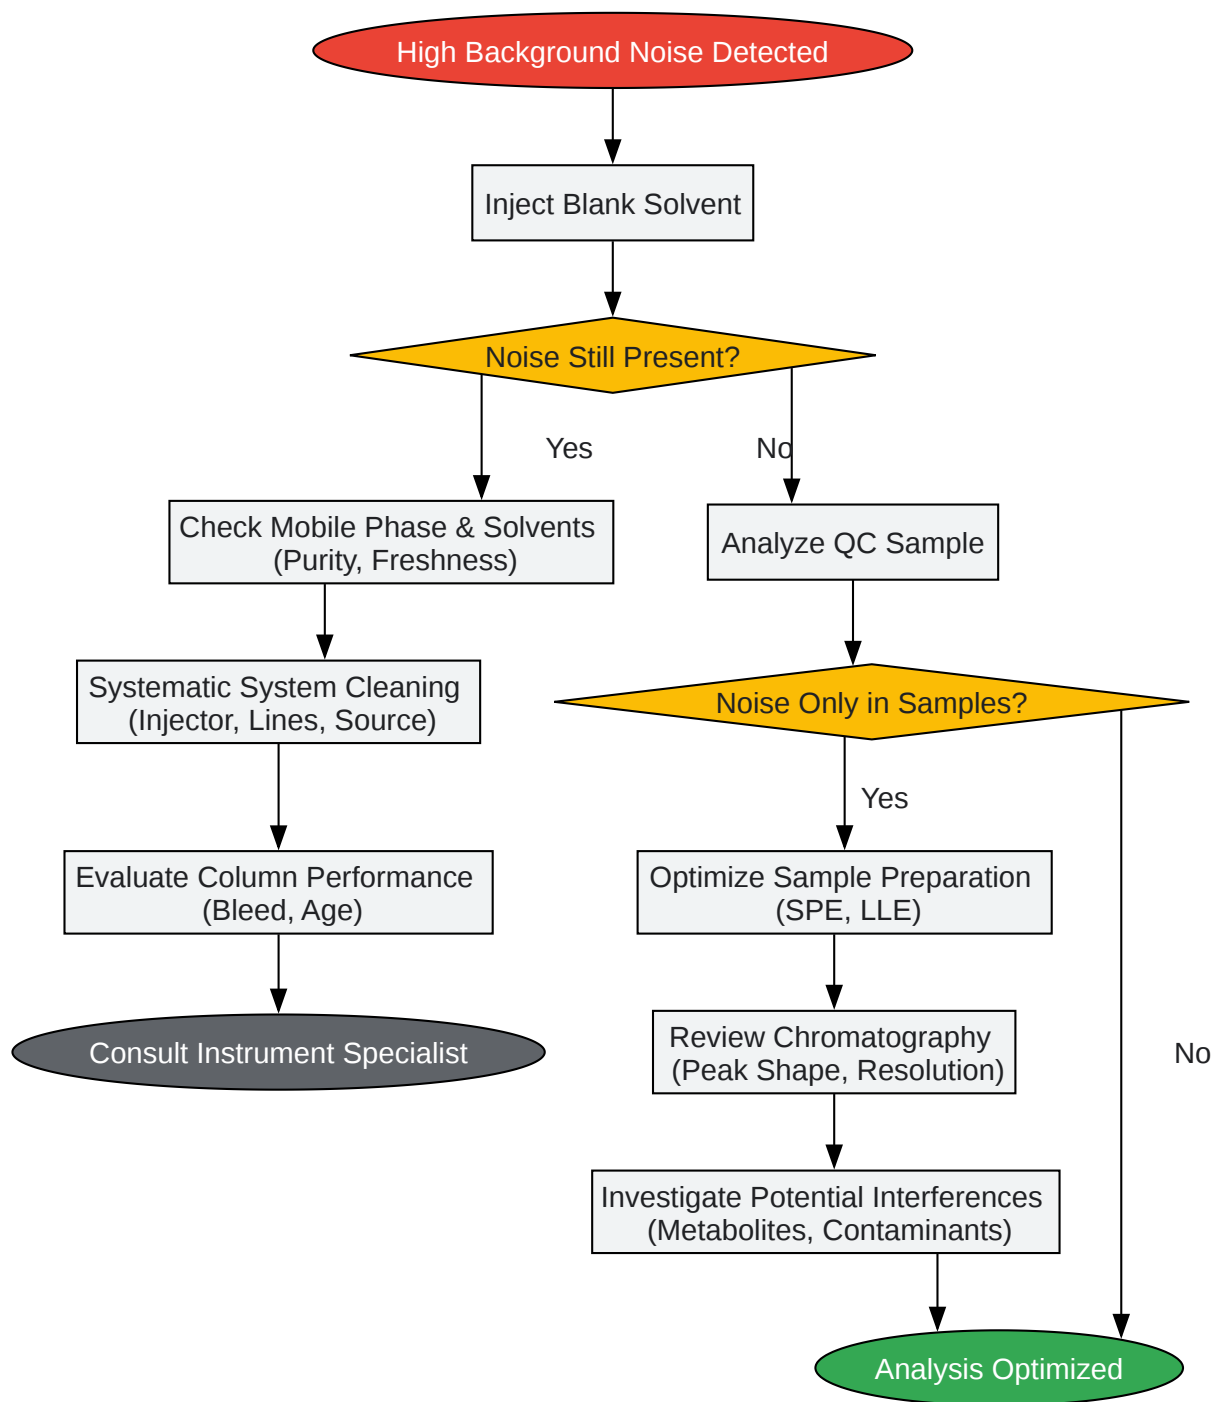 High Background Noise Detected
Inject Blank Solvent
Noise Still Present?
Yes
No
Check Mobile Phase & Solvents
(Purity, Freshness)
Analyze QC Sample
Systematic System Cleaning
(Injector, Lines, Source)
Noise Only in Samples?
Yes
Evaluate Column Performance
(Bleed, Age)
Optimize Sample Preparation
(SPE, LLE)
Consult Instrument Specialist
Review Chromatography
(Peak Shape, Resolution)
No
Investigate Potential Interferences
(Metabolites, Contaminants)
Analysis Optimized